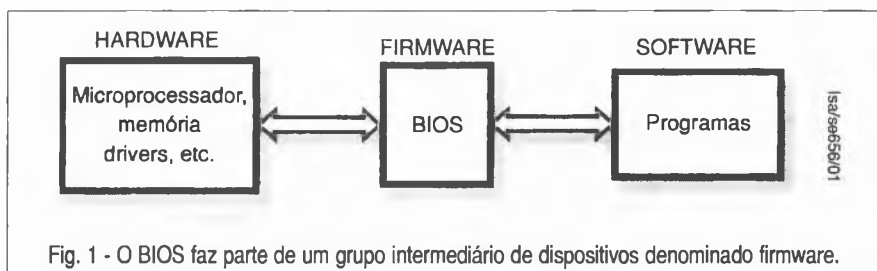 HARDWARE
Microprocessador,
memória
drivers, etc.
FIRMWARE
BIOS
SOFTWARE
Programas
lsa/se656/01
Fig. 1 - O BIOS faz parte de um grupo intermediário de dispositivos denominado firmware.